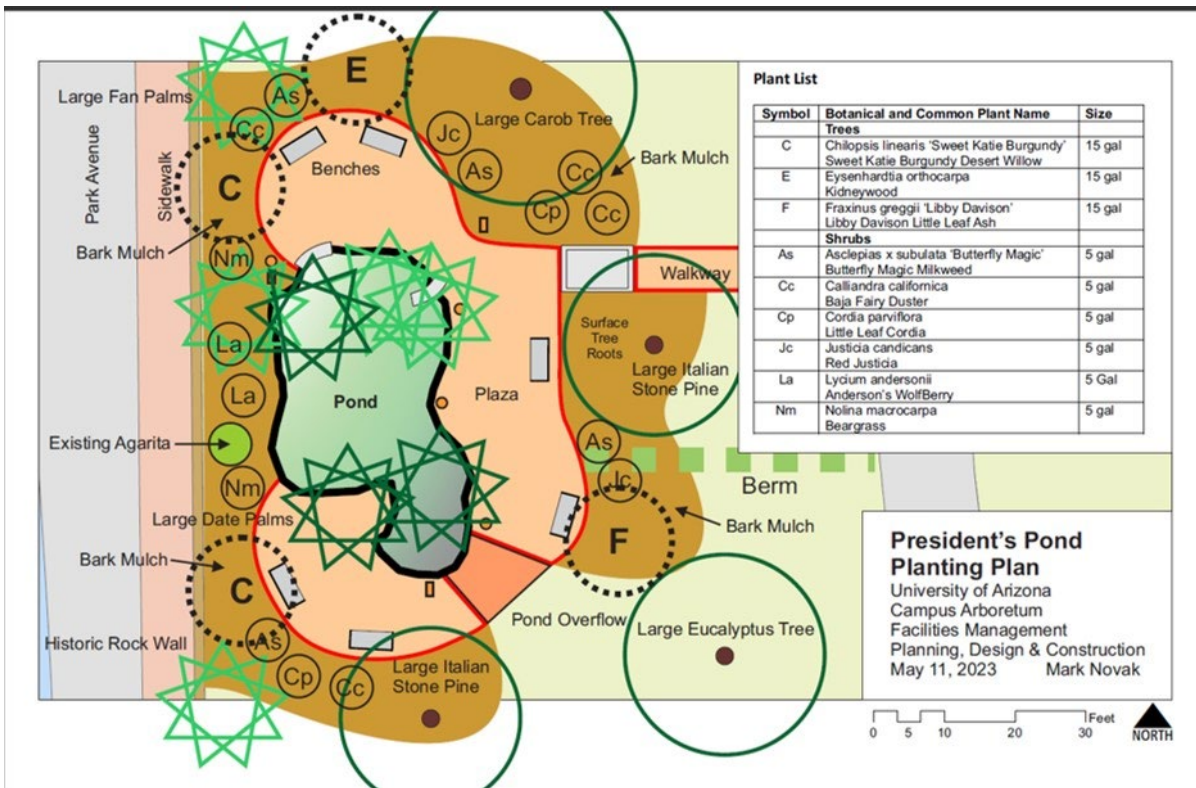 E
As
Large Fan Palms
Cc
Benches
Jc
As
Large Carob Tree
Bark Mulch
Cc
Cp
Cc
Park Avenue
Sidewalk
C
Bark Mulch
Nm
Walkway
La
Surface
Tree
Roots
Large Italian
Stone Pine
La
Pond
Plaza
Existing Agarita
As
Nm
Jc
Berm
Large Date Palms
Bark Mulch
F
Bark Mulch
C
Historic Rock Wall
As
Pond Overflow
Large Eucalyptus Tree
Cp
Cc
Large Italian
Stone Pine
Plant List
Symbol Botanical and Common Plant Name Size
Trees
C Chilopsis linearis 'Sweet Katie Burgundy' 15 gal
Sweet Katie Burgundy Desert Willow
E Eysenhardtia orthocarpa 15 gal
Kidneywood
F Fraxinus greggii 'Libby Davison' 15 gal
Libby Davison Little Leaf Ash
Shrubs
As Asclepias x subulata 'Butterfly Magic' 5 gal
Butterfly Magic Milkweed
Cc Calliandra californica 5 gal
Baja Fairy Duster
Cp Cordia parviflora 5 gal
Little Leaf Cordia
Jc Justicia candicans 5 gal
Red Justicia
La Lycium andersonii 5 Gal
Anderson's WolfBerry
Nm Nolina macrocarpa 5 gal
Beargrass
President's Pond
Planting Plan
University of Arizona
Campus Arboretum
Facilities Management
Planning, Design & Construction
May 11, 2023 Mark Novak
Feet
0 5 10 20 30
NORTH